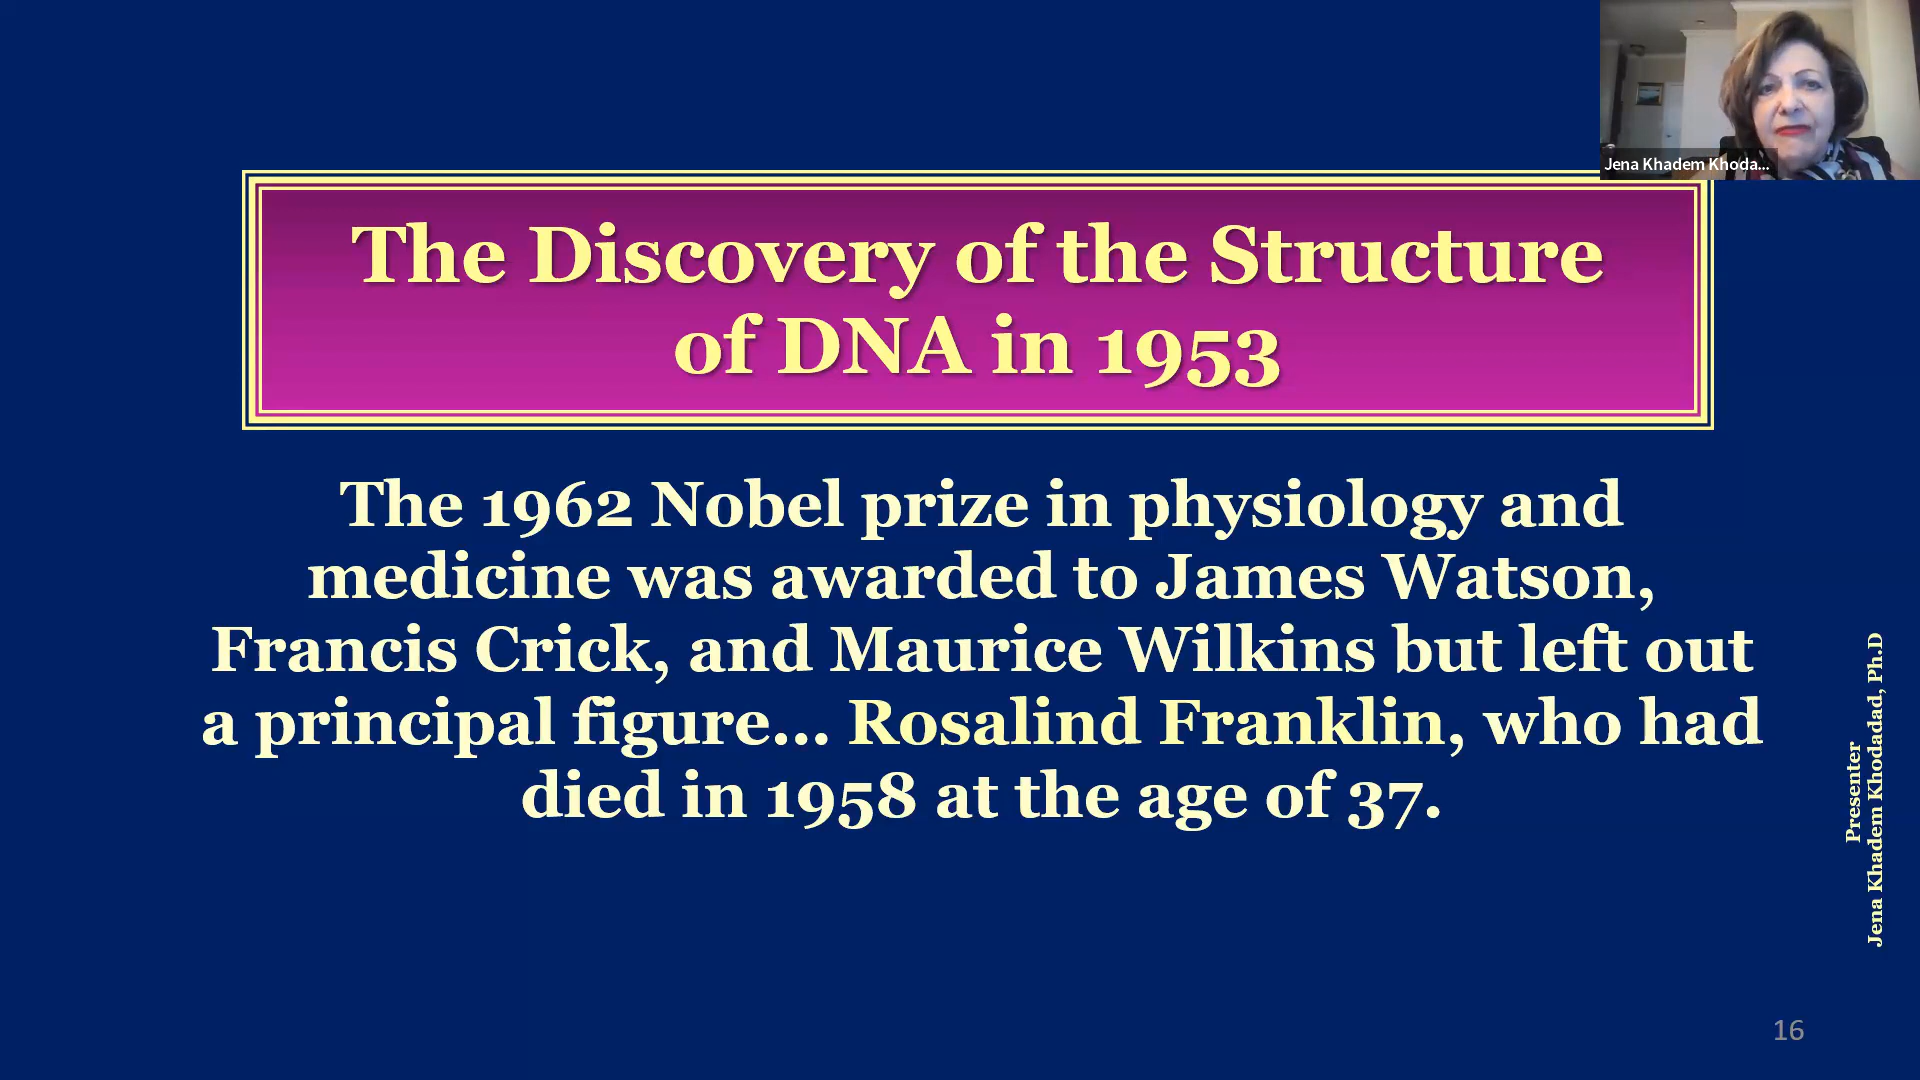 Jena Khadem Khoda...
The Discovery of the Structure
of DNA in 1953
The 1962 Nobel prize in physiology and
medicine was awarded to James Watson,
Francis Crick, and Maurice Wilkins but left out
a principal figure... Rosalind Franklin, who had
died in 1958 at the age of 37.
Presenter
Jena Khadem Khodadad, Ph.D
16